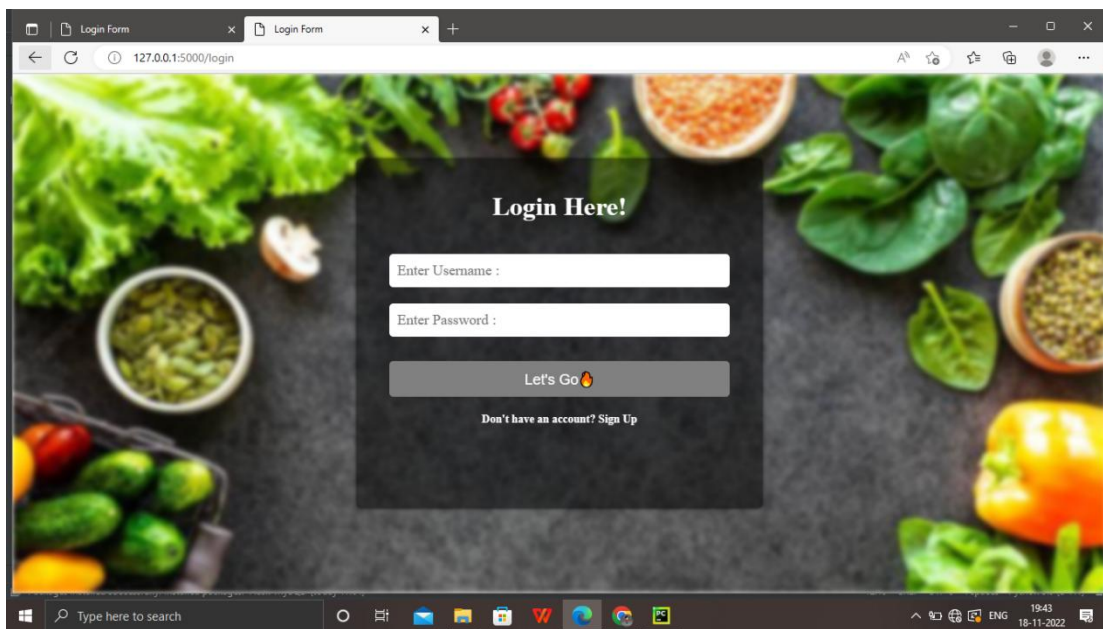 Login Form
Login Form
127.0.0.1:5000/login
Login Here!
Enter Username :
Enter Password :
Let's Go🔥
Don't have an account? Sign Up
Type here to search
ENG
19:43
18-11-2022